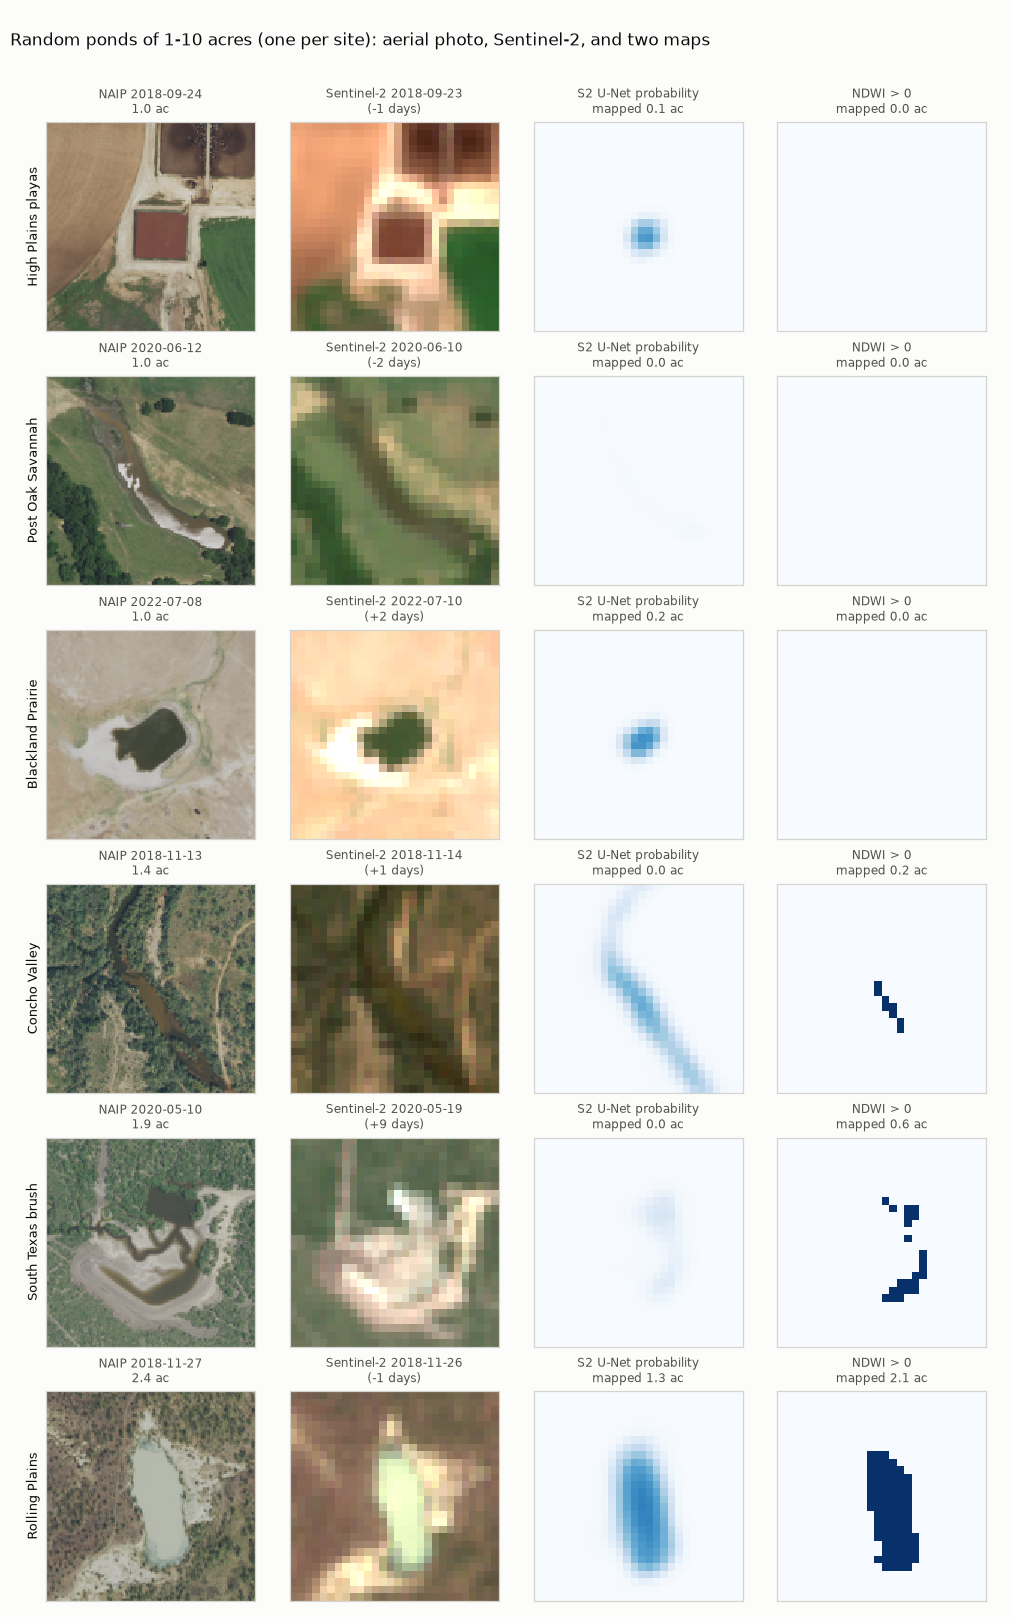 Random ponds of 1-10 acres (one per site): aerial photo, Sentinel-2, and two maps
NAIP 2018-09-24
1.0 ac
Sentinel-2 2018-09-23
(-1 days)
S2 U-Net probability
mapped 0.1 ac
NDWI > 0
mapped 0.0 ac
High Plains playas
NAIP 2020-06-12
1.0 ac
Sentinel-2 2020-06-10
(-2 days)
S2 U-Net probability
mapped 0.0 ac
NDWI > 0
mapped 0.0 ac
Post Oak Savannah
NAIP 2022-07-08
1.0 ac
Sentinel-2 2022-07-10
(+2 days)
S2 U-Net probability
mapped 0.2 ac
NDWI > 0
mapped 0.0 ac
Blackland Prairie
NAIP 2018-11-13
1.4 ac
Sentinel-2 2018-11-14
(+1 days)
S2 U-Net probability
mapped 0.0 ac
NDWI > 0
mapped 0.2 ac
Concho Valley
NAIP 2020-05-10
1.9 ac
Sentinel-2 2020-05-19
(+9 days)
S2 U-Net probability
mapped 0.0 ac
NDWI > 0
mapped 0.6 ac
South Texas brush
NAIP 2018-11-27
2.4 ac
Sentinel-2 2018-11-26
(-1 days)
S2 U-Net probability
mapped 1.3 ac
NDWI > 0
mapped 2.1 ac
Rolling Plains